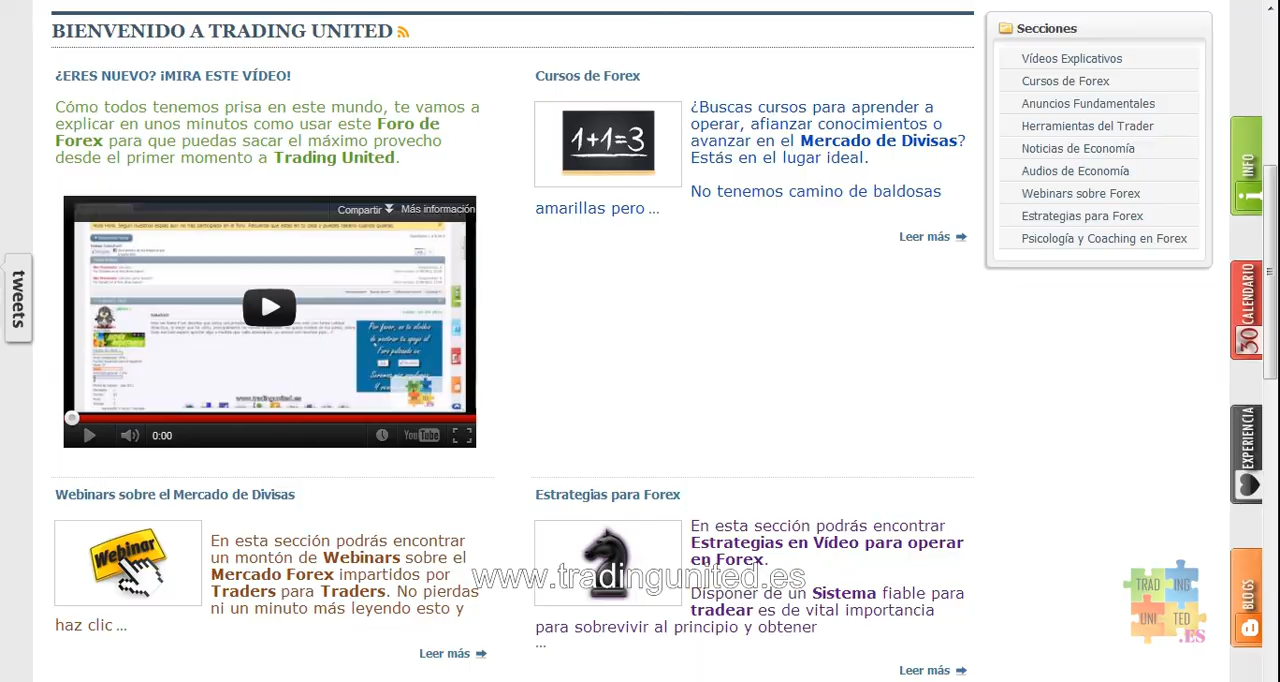 BIENVENIDO A TRADING UNITED
¿ERES NUEVO? ¡MIRA ESTE VÍDEO!
Cómo todos tenemos prisa en este mundo, te vamos a
explicar en unos minutos como usar este Foro de
Forex para que puedas sacar el máximo provecho
desde el primer momento a Trading United.
Compartir
Más información
0:00
YouTube
Cursos de Forex
1+1=3
¿Buscas cursos para aprender a
operar, afianzar conocimientos o
avanzar en el Mercado de Divisas?
Estás en el lugar ideal.
No tenemos camino de baldosas
amarillas pero ...
Leer más
Webinars sobre el Mercado de Divisas
Webinar
En esta sección podrás encontrar
un montón de Webinars sobre el
Mercado Forex impartidos por
Traders para Traders. No pierdas
ni un minuto más leyendo esto y
haz clic ...
Leer más
Estrategias para Forex
En esta sección podrás encontrar
Estrategias en Vídeo para operar
en Forex.
Disponer de un Sistema fiable para
tradear es de vital importancia
para sobrevivir al principio y obtener
...
Leer más
www.tradingunited.es
Secciones
Vídeos Explicativos
Cursos de Forex
Anuncios Fundamentales
Herramientas del Trader
Noticias de Economía
Audios de Economía
Webinars sobre Forex
Estrategias para Forex
Psicología y Coaching en Forex
tweets
INFO
CALENDARIO
30
EXPERIENCIA
BLOGS
TRAD
ING
UNI
TED
.ES